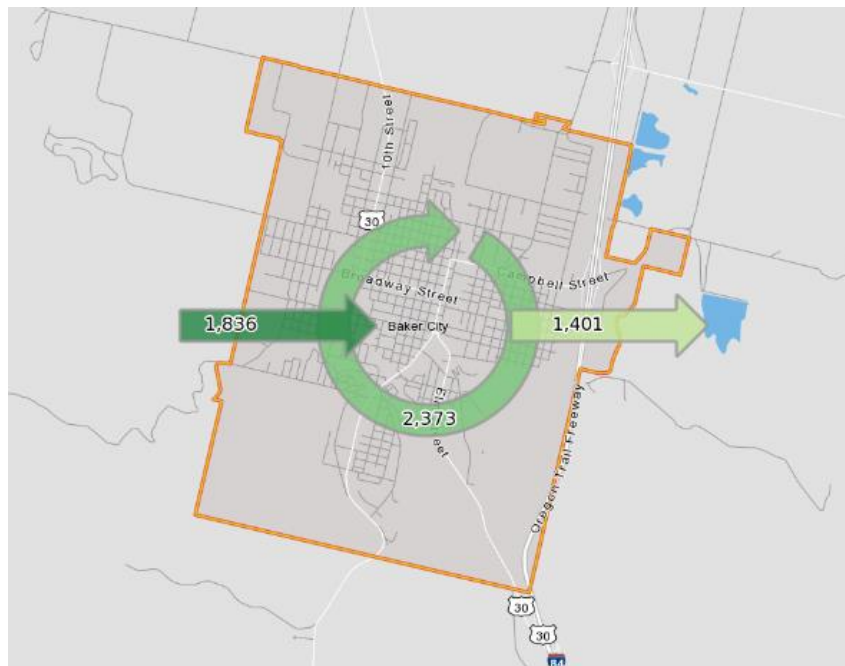 10th Street
30
Broadway Street
Campbell Street
1,836
Baker City
1,401
2,373
Oregon Trail Freeway
30
30
84